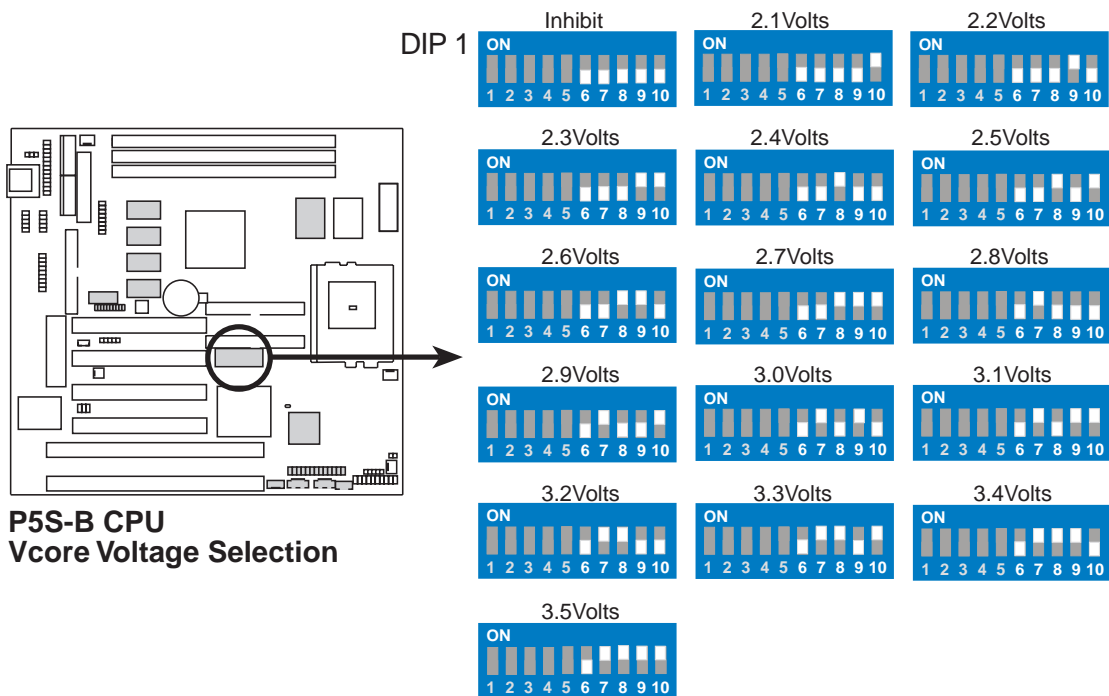 DIP 1
Inhibit
ON
1 2 3 4 5 6 7 8 9 10
2.1Volts
ON
1 2 3 4 5 6 7 8 9 10
2.2Volts
ON
1 2 3 4 5 6 7 8 9 10
2.3Volts
ON
1 2 3 4 5 6 7 8 9 10
2.4Volts
ON
1 2 3 4 5 6 7 8 9 10
2.5Volts
ON
1 2 3 4 5 6 7 8 9 10
2.6Volts
ON
1 2 3 4 5 6 7 8 9 10
2.7Volts
ON
1 2 3 4 5 6 7 8 9 10
2.8Volts
ON
1 2 3 4 5 6 7 8 9 10
2.9Volts
ON
1 2 3 4 5 6 7 8 9 10
3.0Volts
ON
1 2 3 4 5 6 7 8 9 10
3.1Volts
ON
1 2 3 4 5 6 7 8 9 10
3.2Volts
ON
1 2 3 4 5 6 7 8 9 10
3.3Volts
ON
1 2 3 4 5 6 7 8 9 10
3.4Volts
ON
1 2 3 4 5 6 7 8 9 10
3.5Volts
ON
1 2 3 4 5 6 7 8 9 10
P5S-B CPU
Vcore Voltage Selection